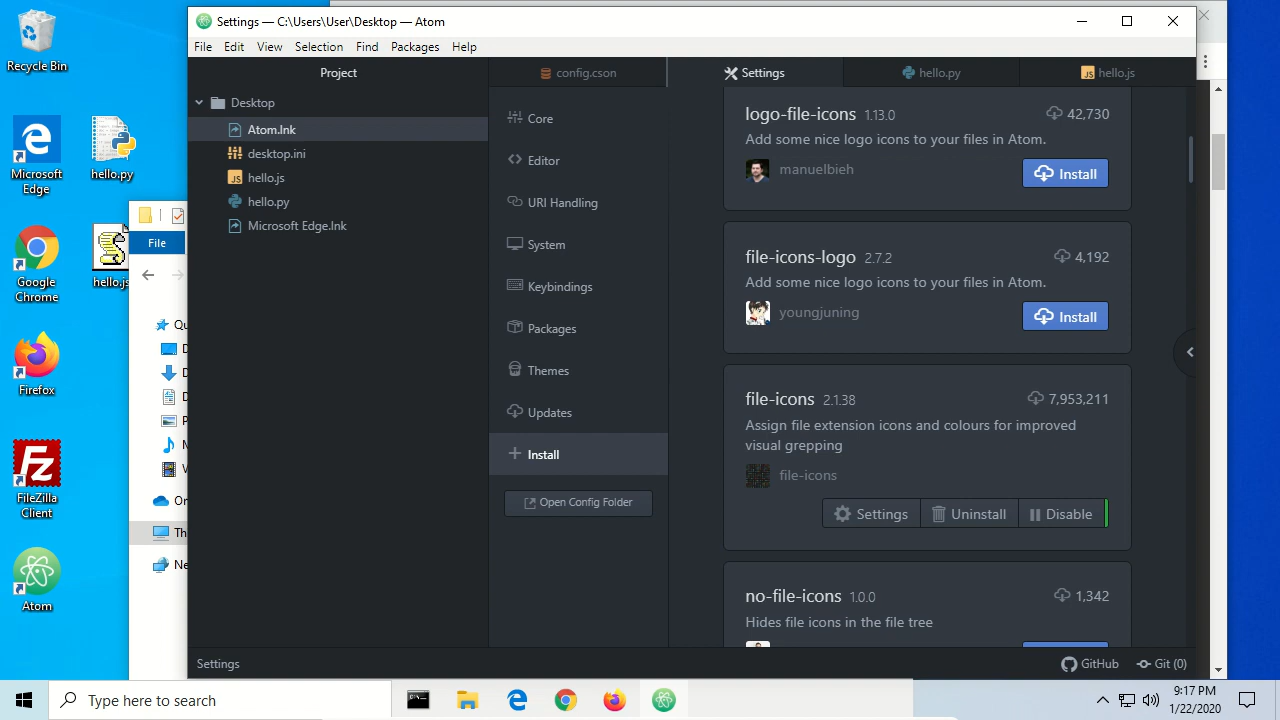 Recycle Bin
Microsoft Edge
hello.py
Google Chrome
hello.js
Firefox
FileZilla Client
Atom
File
Settings — C:\Users\User\Desktop — Atom
File Edit View Selection Find Packages Help
Project
config.cson
Settings
hello.py
hello.js
Desktop
Atom.lnk
desktop.ini
hello.js
hello.py
Microsoft Edge.lnk
Core
Editor
URI Handling
System
Keybindings
Packages
Themes
Updates
Install
Open Config Folder
logo-file-icons 1.13.0 42,730
Add some nice logo icons to your files in Atom.
manuelbieh Install
file-icons-logo 2.7.2 4,192
Add some nice logo icons to your files in Atom.
youngjuning Install
file-icons 2.1.38 7,953,211
Assign file extension icons and colours for improved
visual grepping
file-icons
Settings Uninstall Disable
no-file-icons 1.0.0 1,342
Hides file icons in the file tree
Settings
GitHub Git (0)
Type here to search
9:17 PM
1/22/2020